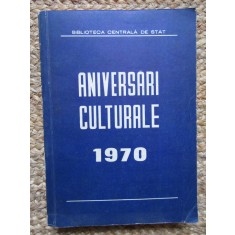 BIBLIOTECA CENTRALĂ DE STAT
ANIVERSARI
CULTURALE
1970